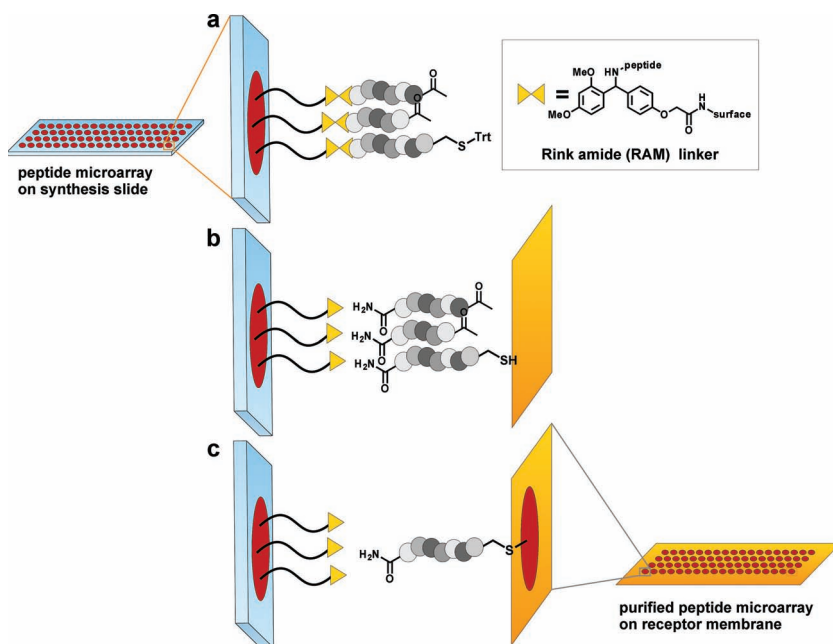 a
peptide microarray
on synthesis slide
S
Trt
O
O
HN
peptide
MeO
MeO
O
O
H
N
surface
=
Rink amide (RAM) linker
b
H₂N
O
O
H₂N
O
O
H₂N
O
SH
c
H₂N
O
S
purified peptide microarray
on receptor membrane